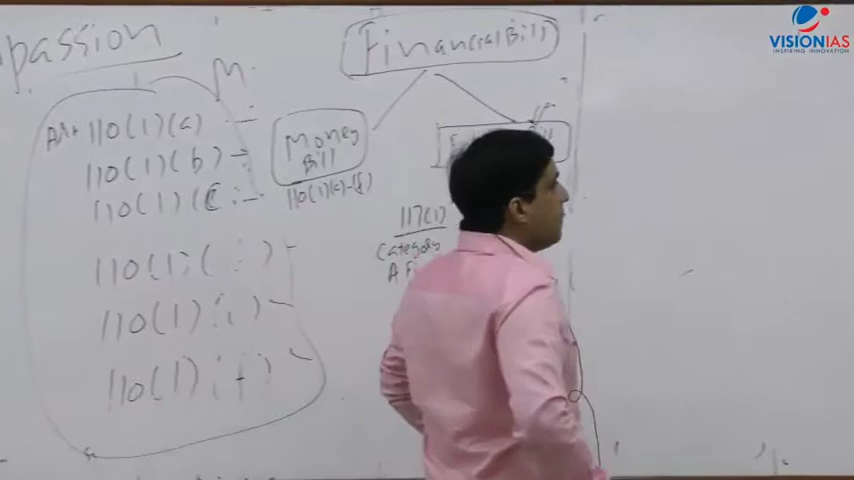 passion
M
Financial Bill
Art 110(1)(a)
110(1)(b)
110(1)(c
110(1)(
110(1)(
110(1)(f)
Money
Bill
110(1)(a)-(f)
117(1)
Category
A
VISIONIAS
INSPIRING INNOVATION